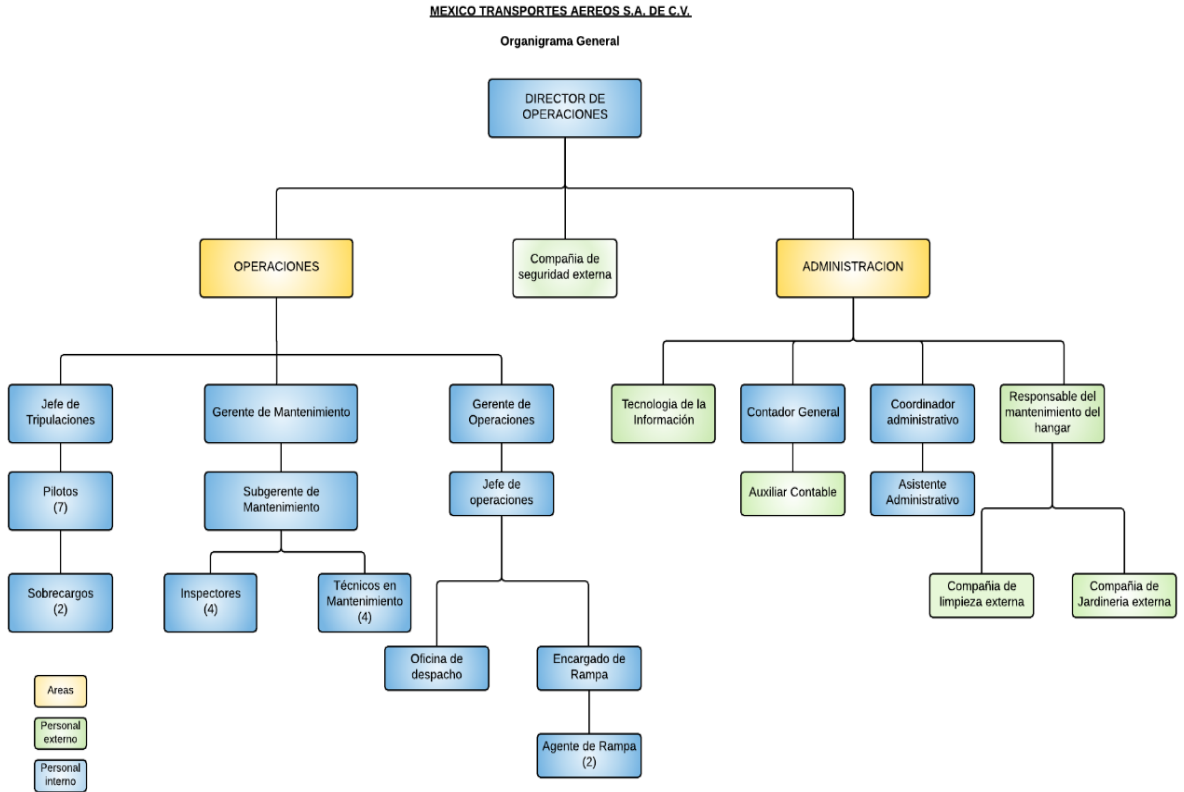 MEXICO TRANSPORTES AEREOS S.A. DE C.V.
Organigrama General
DIRECTOR DE
OPERACIONES
OPERACIONES
Compañia de
seguridad externa
ADMINISTRACION
Jefe de
Tripulaciones
Gerente de Mantenimiento
Gerente de
Operaciones
Tecnologia de la
Información
Contador General
Coordinador
administrativo
Responsable del
mantenimiento del
hangar
Pilotos
(7)
Subgerente de
Mantenimiento
Jefe de
operaciones
Auxiliar Contable
Asistente
Administrativo
Sobrecargos
(2)
Inspectores
(4)
Técnicos en
Mantenimiento
(4)
Compañia de
limpieza externa
Compañia de
Jardineria externa
Oficina de
despacho
Encargado de
Rampa
Agente de Rampa
(2)
Areas
Personal
externo
Personal
interno